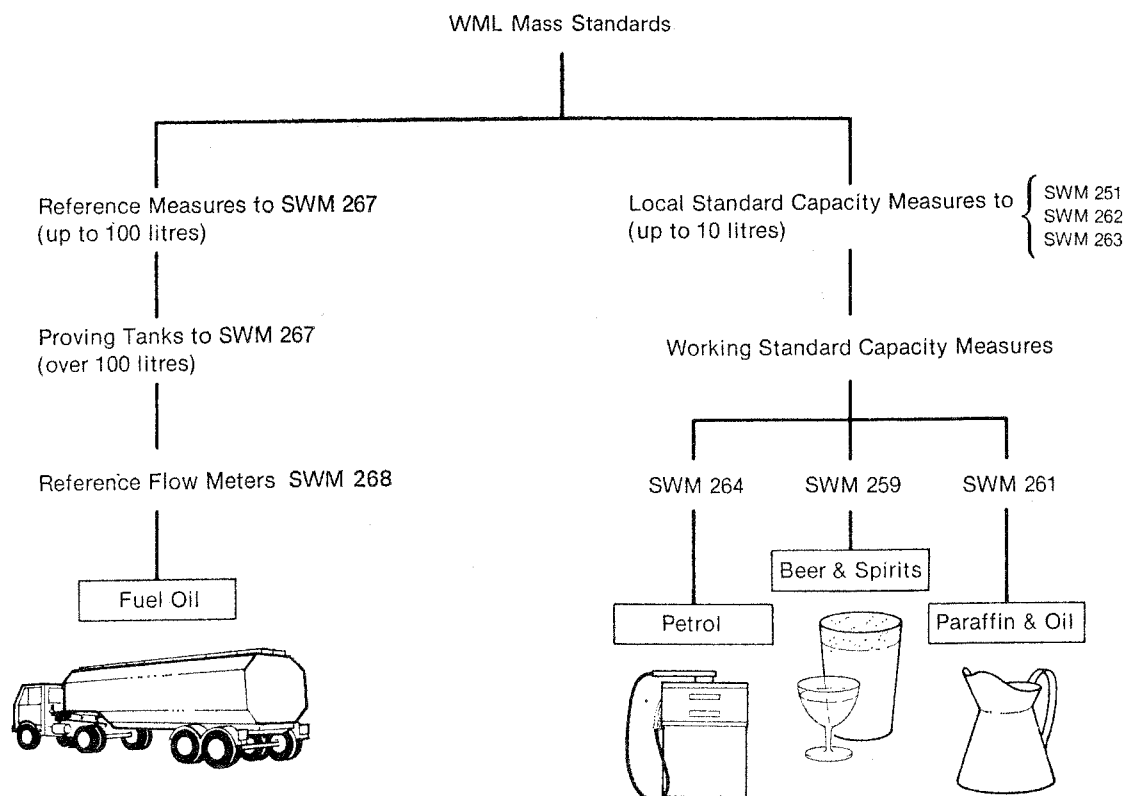 WML Mass Standards
Reference Measures to SWM 267
(up to 100 litres)
Local Standard Capacity Measures to
(up to 10 litres)
SWM 251
SWM 262
SWM 263
Proving Tanks to SWM 267
(over 100 litres)
Working Standard Capacity Measures
Reference Flow Meters SWM 268
SWM 264
SWM 259
SWM 261
Fuel Oil
Beer & Spirits
Petrol
Paraffin & Oil